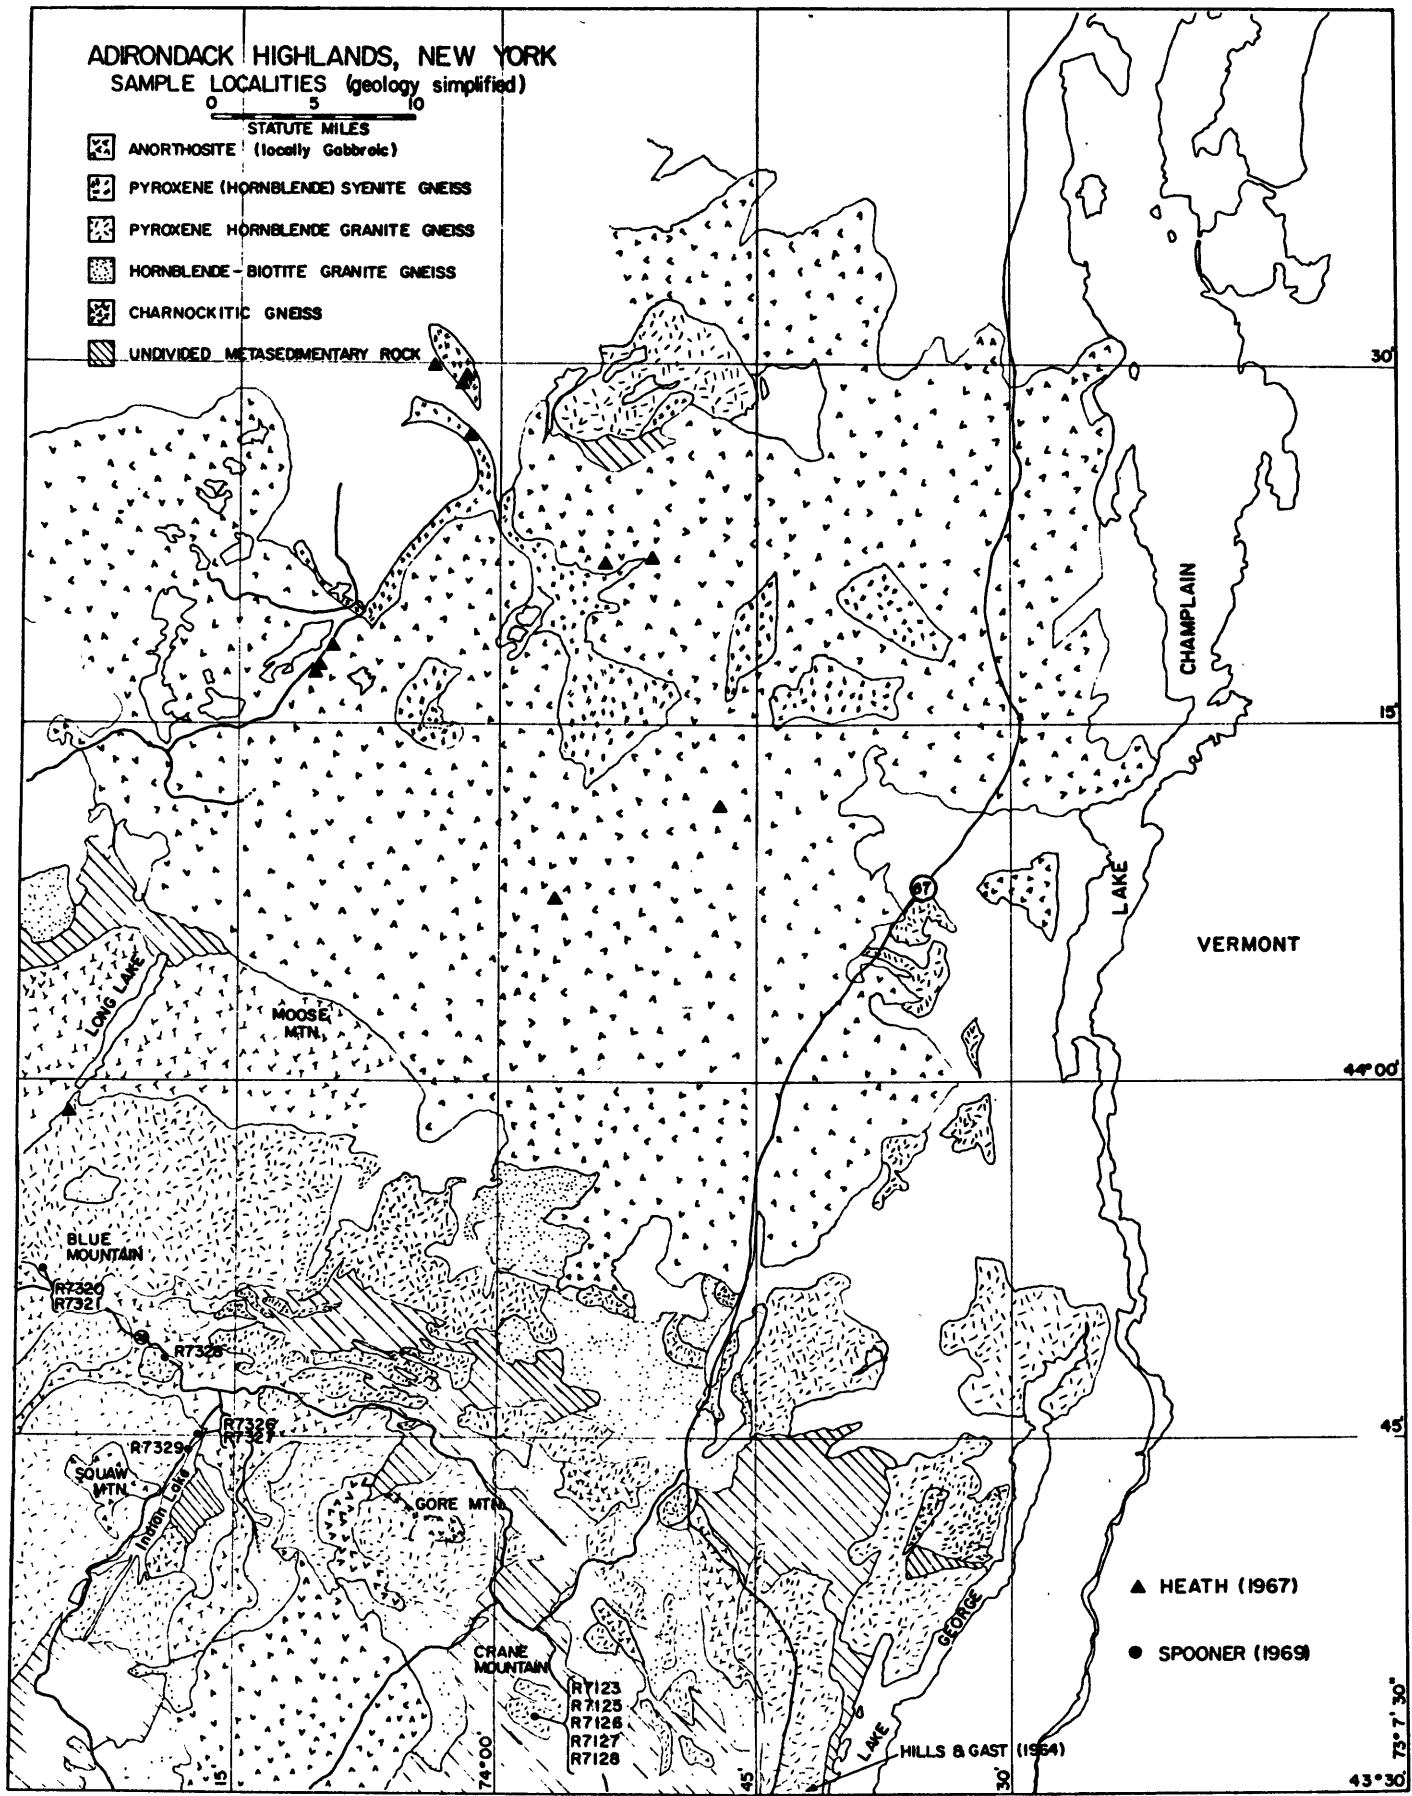 ADIRONDACK HIGHLANDS, NEW YORK
SAMPLE LOCALITIES (geology simplified)
0 5 10
STATUTE MILES
ANORTHOSITE (locally Gabbroic)
PYROXENE (HORNBLENDE) SYENITE GNEISS
PYROXENE HORNBLENDE GRANITE GNEISS
HORNBLENDE-BIOTITE GRANITE GNEISS
CHARNOCKITIC GNEISS
UNDIVIDED METASEDIMENTARY ROCK
30'
CHAMPLAIN
15'
LAKE
87
VERMONT
LONG LAKE
MOOSE
MTN.
44° 00'
BLUE
MOUNTAIN
R7320
R7321
R7328
R7326
R7327
45'
R7329
SQUAW
MTN.
Indian Lake
GORE MTN.
HEATH (1967)
GEORGE
SPOONER (1969)
CRANE
MOUNTAIN
R7123
R7125
R7126
R7127
R7128
LAKE
HILLS & GAST (1964)
15'
74°00'
45'
30'
73° 7' 30"
43° 30'